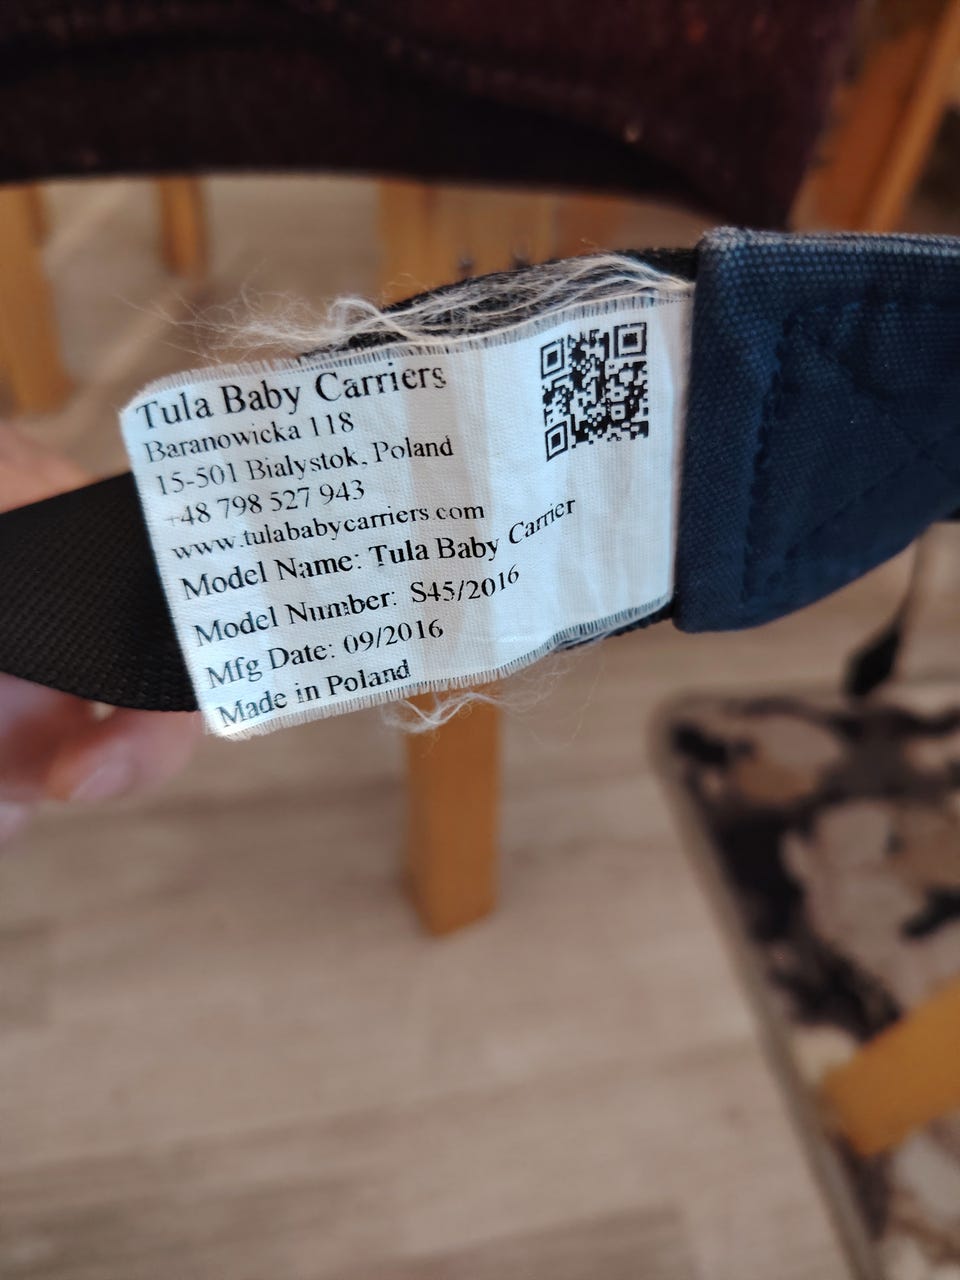 Tula Baby Carriers
Baranowicka 118
15-501 Bialystok, Poland
+48 798 527 943
www.tulababycarriers.com
Model Name: Tula Baby Carrier
Model Number: S45/2016
Mfg Date: 09/2016
Made in Poland